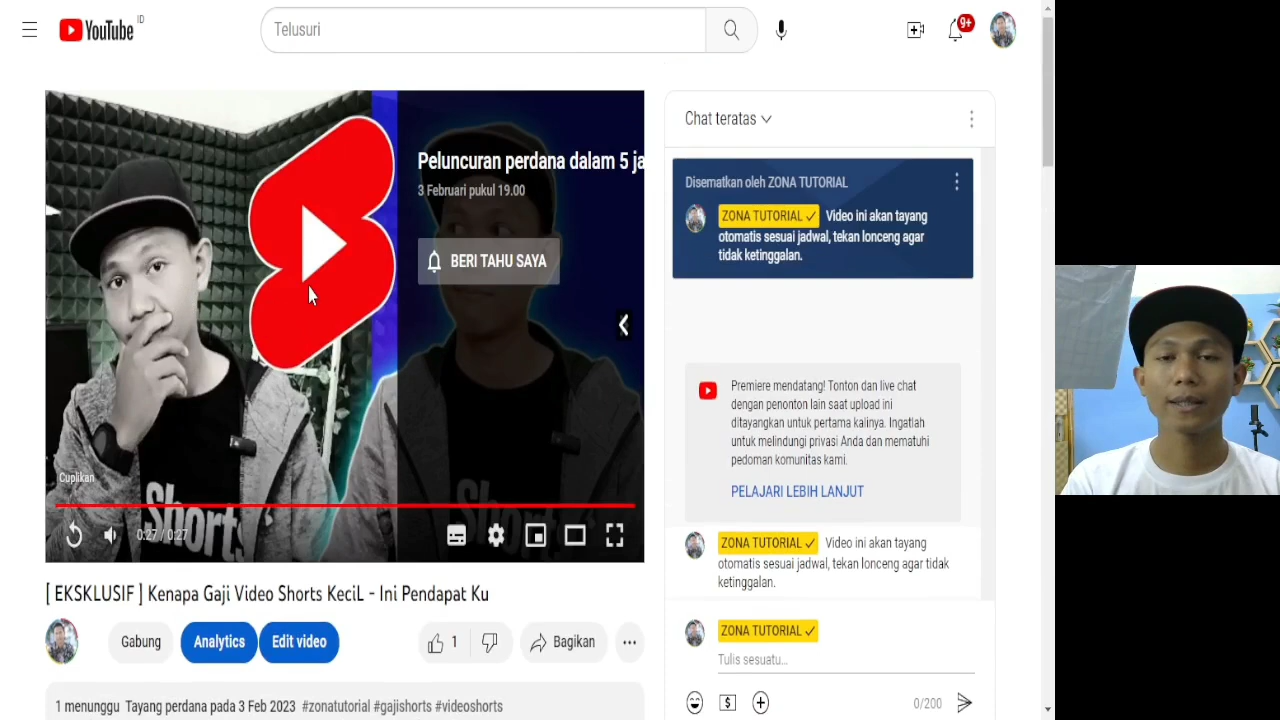 YouTube ID
Telusuri
9+
Peluncuran perdana dalam 5 ja
3 Februari pukul 19.00
BERI TAHU SAYA
Cuplikan
Shorts
0:27 / 0:27
[ EKSKLUSIF ] Kenapa Gaji Video Shorts KeciL - Ini Pendapat Ku
Gabung
Analytics
Edit video
1
Bagikan
1 menunggu Tayang perdana pada 3 Feb 2023 #zonatutorial #gajishorts #videoshorts
Chat teratas
Disematkan oleh ZONA TUTORIAL
ZONA TUTORIAL Video ini akan tayang
otomatis sesuai jadwal, tekan lonceng agar
tidak ketinggalan.
Premiere mendatang! Tonton dan live chat
dengan penonton lain saat upload ini
ditayangkan untuk pertama kalinya. Ingatlah
untuk melindungi privasi Anda dan mematuhi
pedoman komunitas kami.
PELAJARI LEBIH LANJUT
ZONA TUTORIAL Video ini akan tayang
otomatis sesuai jadwal, tekan lonceng agar tidak
ketinggalan.
ZONA TUTORIAL
Tulis sesuatu...
0/200